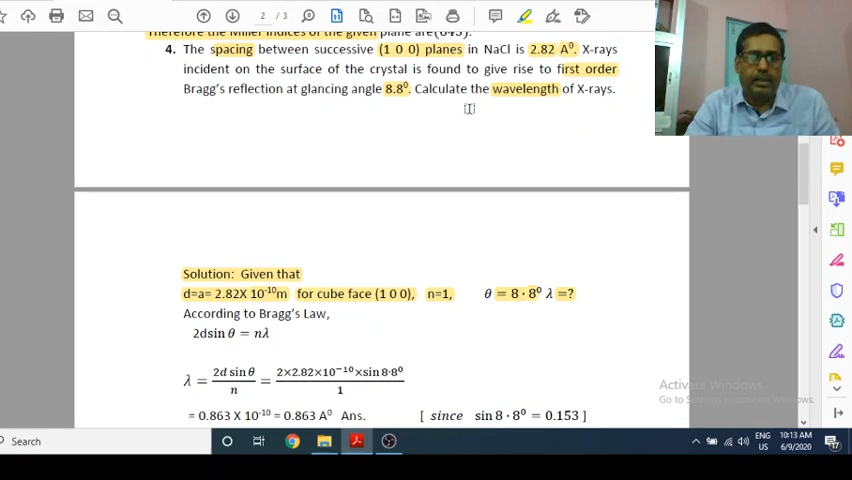 2 / 3
Therefore the Miller Indices of the given plane are(643).
4. The spacing between successive (1 0 0) planes in NaCl is 2.82 A⁰. X-rays
incident on the surface of the crystal is found to give rise to first order
Bragg's reflection at glancing angle 8.8⁰. Calculate the wavelength of X-rays.
Solution: Given that
d=a= 2.82X 10⁻¹⁰m for cube face (1 0 0), n=1, θ = 8·8⁰ λ =?
According to Bragg's Law,
2dsin θ = nλ
λ = 2d sin θ / n = 2×2.82×10⁻¹⁰×sin 8·8⁰ / 1
= 0.863 X 10⁻¹⁰ = 0.863 A⁰ Ans. [ since sin 8·8⁰ = 0.153 ]
Activate Windows
Go to Settings to activate Windows.
Search
ENG
US
10:13 AM
6/9/2020
17